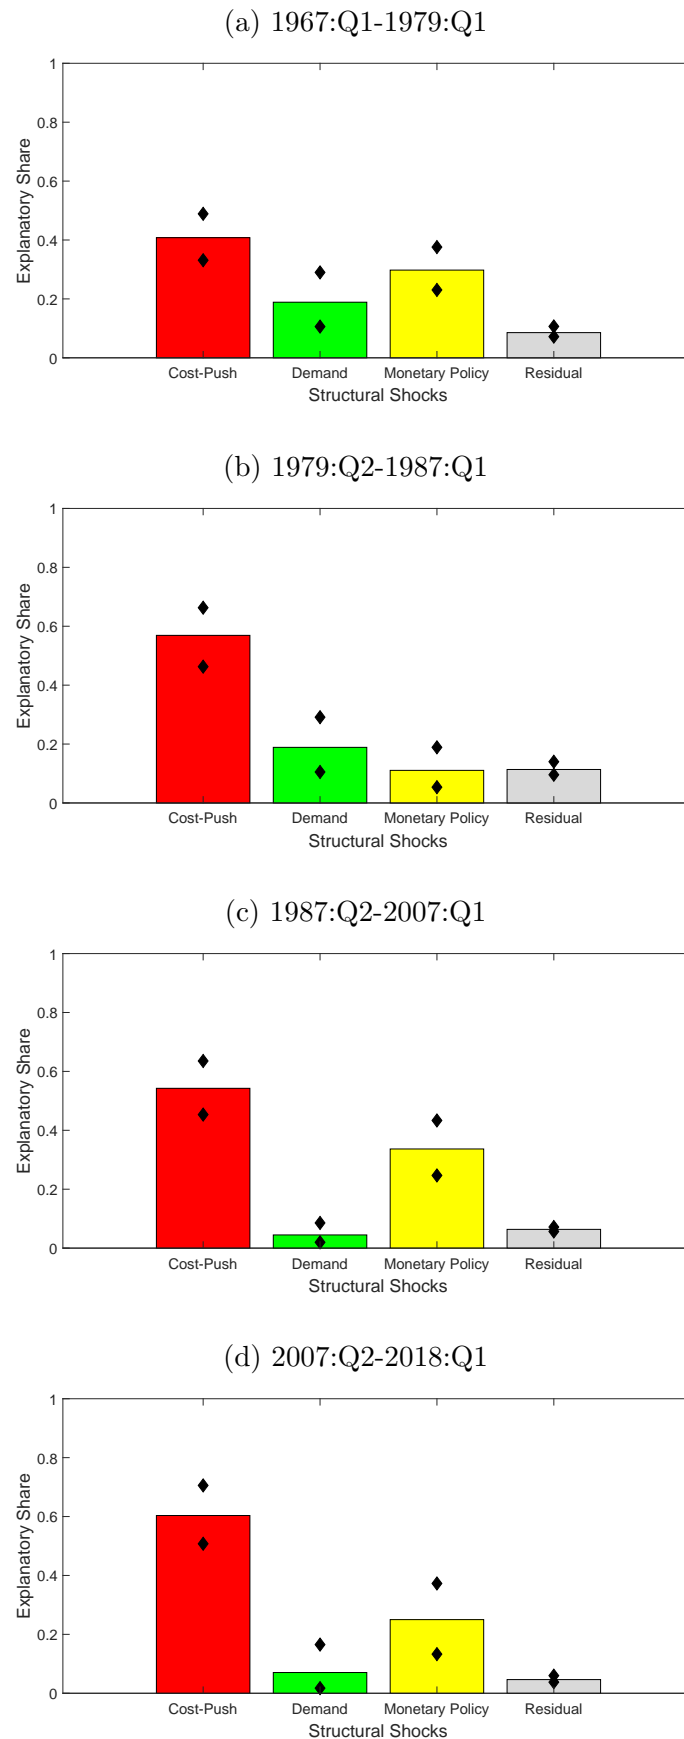 (a) 1967:Q1-1979:Q1
1
0.8
0.6
0.4
0.2
0
Explanatory Share
Cost-Push Demand Monetary Policy Residual
Structural Shocks
(b) 1979:Q2-1987:Q1
1
0.8
0.6
0.4
0.2
0
Explanatory Share
Cost-Push Demand Monetary Policy Residual
Structural Shocks
(c) 1987:Q2-2007:Q1
1
0.8
0.6
0.4
0.2
0
Explanatory Share
Cost-Push Demand Monetary Policy Residual
Structural Shocks
(d) 2007:Q2-2018:Q1
1
0.8
0.6
0.4
0.2
0
Explanatory Share
Cost-Push Demand Monetary Policy Residual
Structural Shocks